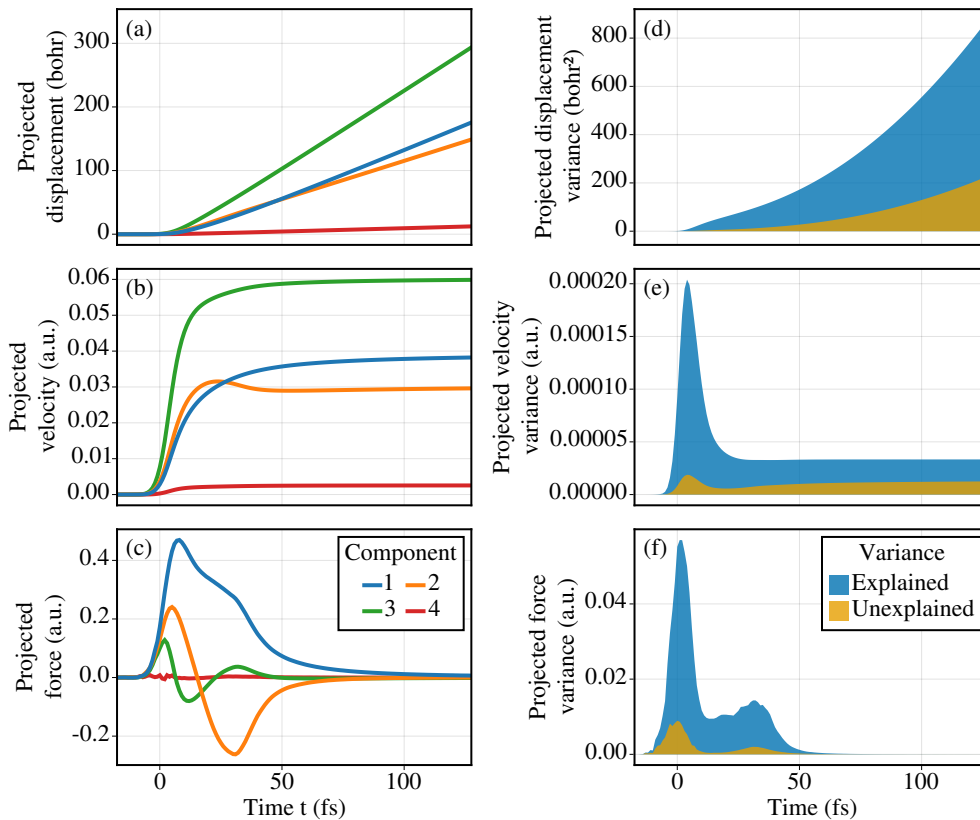 (a)
Projected
displacement (bohr)
300
200
100
0
(b)
Projected
velocity (a.u.)
0.06
0.05
0.04
0.03
0.02
0.01
0.00
(c)
Projected
force (a.u.)
0.4
0.2
0.0
-0.2
Component
1 2
3 4
0 50 100
Time t (fs)
(d)
Projected displacement
variance (bohr²)
800
600
400
200
0
(e)
Projected velocity
variance (a.u.)
0.00020
0.00015
0.00010
0.00005
0.00000
(f)
Projected force
variance (a.u.)
0.04
0.02
0.00
Variance
Explained
Unexplained
0 50 100
Time (fs)